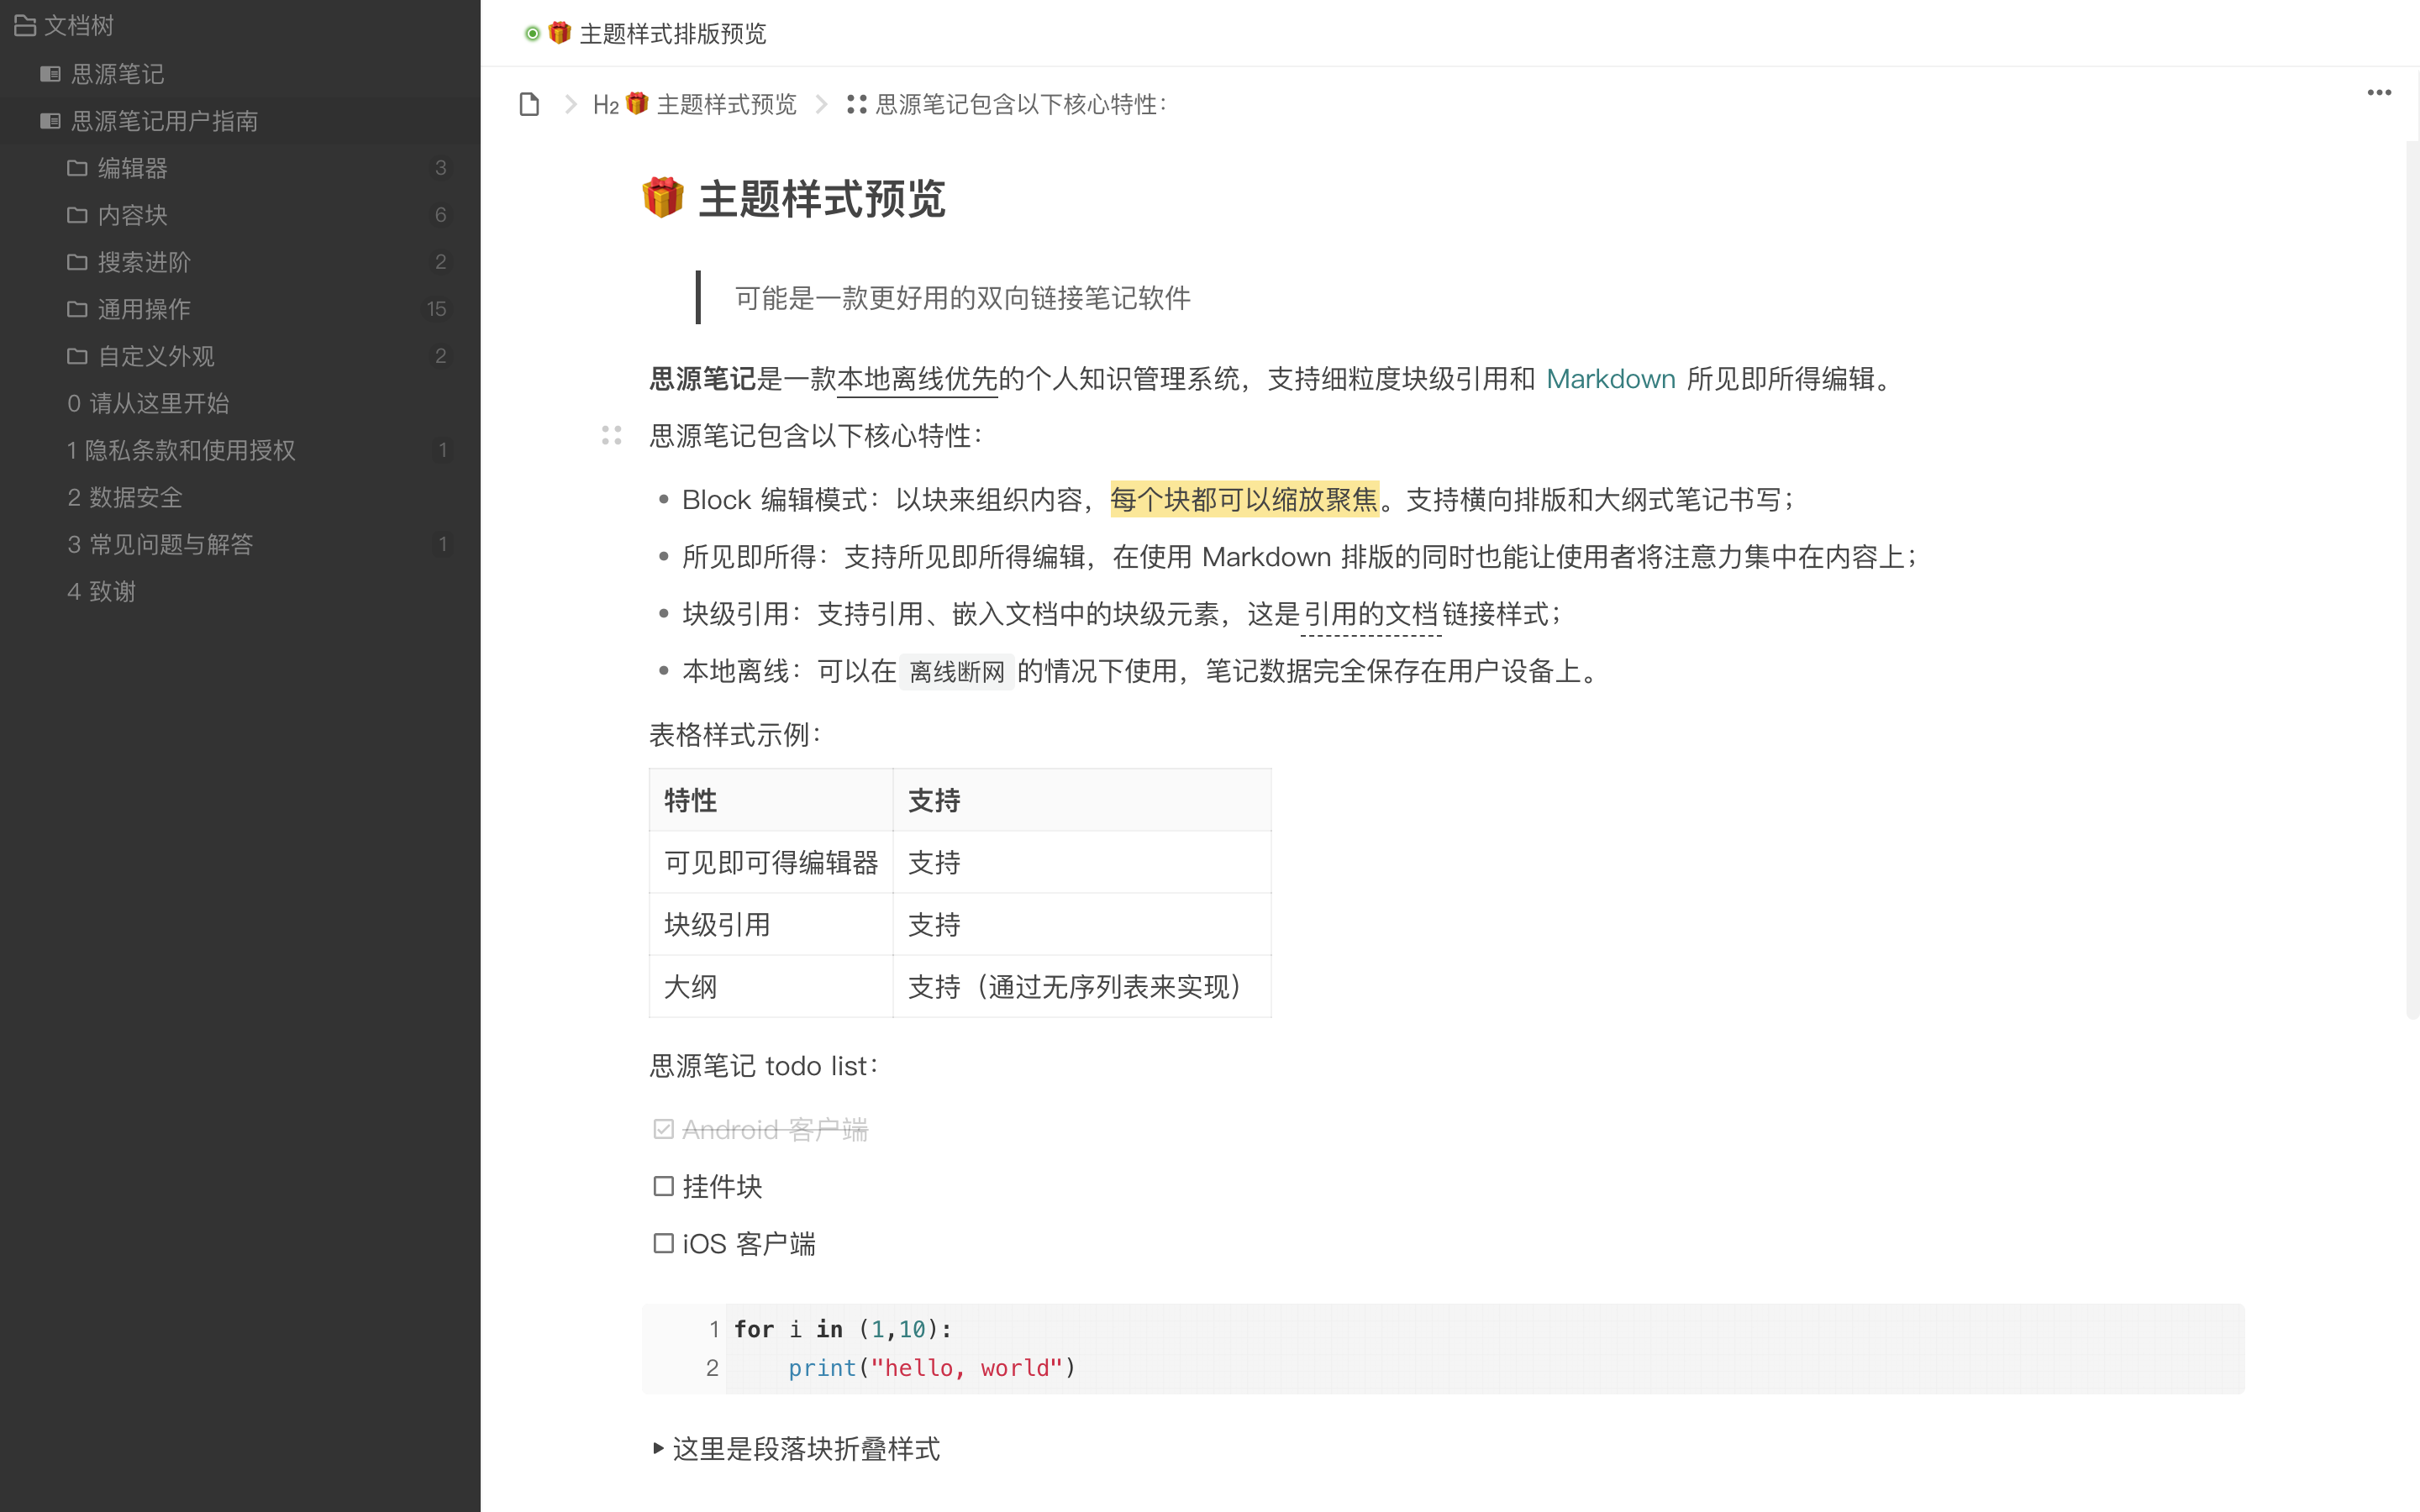 文档树
思源笔记
思源笔记用户指南
编辑器 3
内容块 6
搜索进阶 2
通用操作 15
自定义外观 2
0 请从这里开始
1 隐私条款和使用授权 1
2 数据安全
3 常见问题与解答 1
4 致谢
主题样式排版预览
H2 主题样式预览 思源笔记包含以下核心特性：
主题样式预览
可能是一款更好用的双向链接笔记软件
思源笔记是一款本地离线优先的个人知识管理系统，支持细粒度块级引用和 Markdown 所见即所得编辑。
思源笔记包含以下核心特性：
• Block 编辑模式：以块来组织内容，每个块都可以缩放聚焦。支持横向排版和大纲式笔记书写；
• 所见即所得：支持所见即所得编辑，在使用 Markdown 排版的同时也能让使用者将注意力集中在内容上；
• 块级引用：支持引用、嵌入文档中的块级元素，这是引用的文档链接样式；
• 本地离线：可以在 离线断网 的情况下使用，笔记数据完全保存在用户设备上。
表格样式示例：
特性 支持
可见即可得编辑器 支持
块级引用 支持
大纲 支持（通过无序列表来实现）
思源笔记 todo list：
Android 客户端
挂件块
iOS 客户端
1 for i in (1,10):
2 print("hello, world")
这里是段落块折叠样式